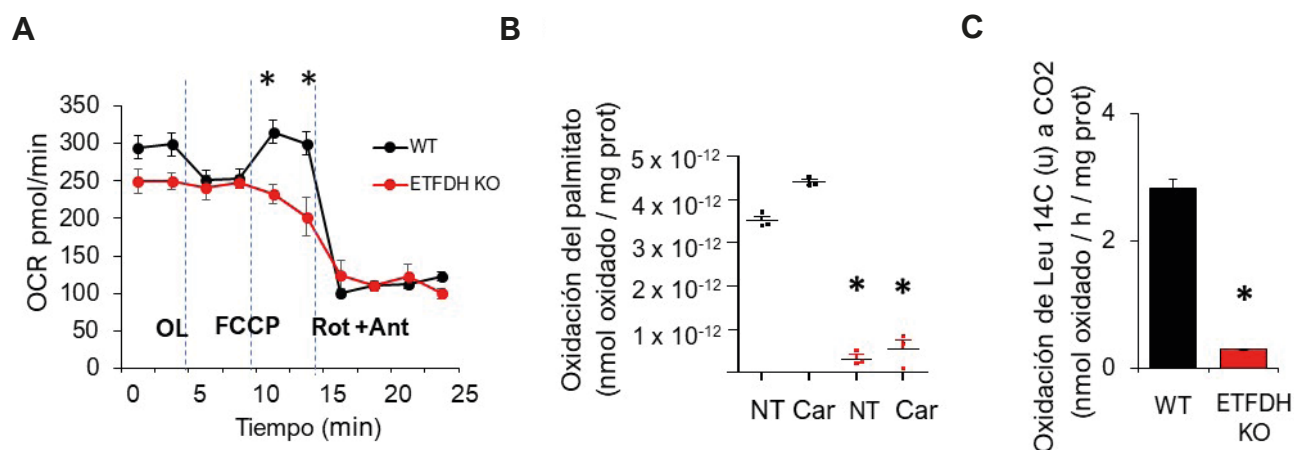 A
OCR pmol/min
350
300
250
200
150
100
50
0
* *
WT
ETFDH KO
OL
FCCP
Rot +Ant
0 5 10 15 20 25
Tiempo (min)
B
Oxidación del palmitato
(nmol oxidado / mg prot)
5 x 10-12
4 x 10-12
3 x 10-12
2 x 10-12
1 x 10-12
* *
NT Car NT Car
C
Oxidación de Leu 14C (u) a CO2
(nmol oxidado / h / mg prot)
4
2
0
*
WT
ETFDH
KO